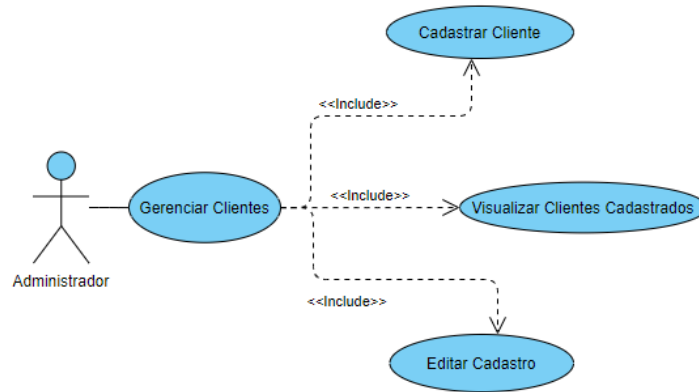 Cadastrar Cliente
<<Include>>
<<Include>>
Gerenciar Clientes
Visualizar Clientes Cadastrados
Administrador
<<Include>>
Editar Cadastro